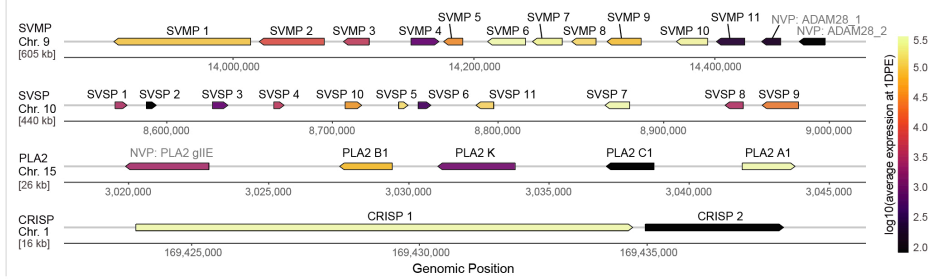 SVMP
Chr. 9
[605 kb]
SVMP 1
SVMP 2
SVMP 3
SVMP 4
SVMP 5
SVMP 6
SVMP 7
SVMP 8
SVMP 9
SVMP 10
SVMP 11
NVP: ADAM28_1
NVP: ADAM28_2
14,000,000
14,200,000
14,400,000
SVSP
Chr. 10
[440 kb]
SVSP 1
SVSP 2
SVSP 3
SVSP 4
SVSP 10
SVSP 5
SVSP 6
SVSP 11
SVSP 7
SVSP 8
SVSP 9
8,600,000
8,700,000
8,800,000
8,900,000
9,000,000
PLA2
Chr. 15
[26 kb]
NVP: PLA2 gIIE
PLA2 B1
PLA2 K
PLA2 C1
PLA2 A1
3,020,000
3,025,000
3,030,000
3,035,000
3,040,000
3,045,000
CRISP
Chr. 1
[16 kb]
CRISP 1
CRISP 2
169,425,000
169,430,000
169,435,000
Genomic Position
log10(average expression at 1DPE)
5.5
5.0
4.5
4.0
3.5
3.0
2.5
2.0